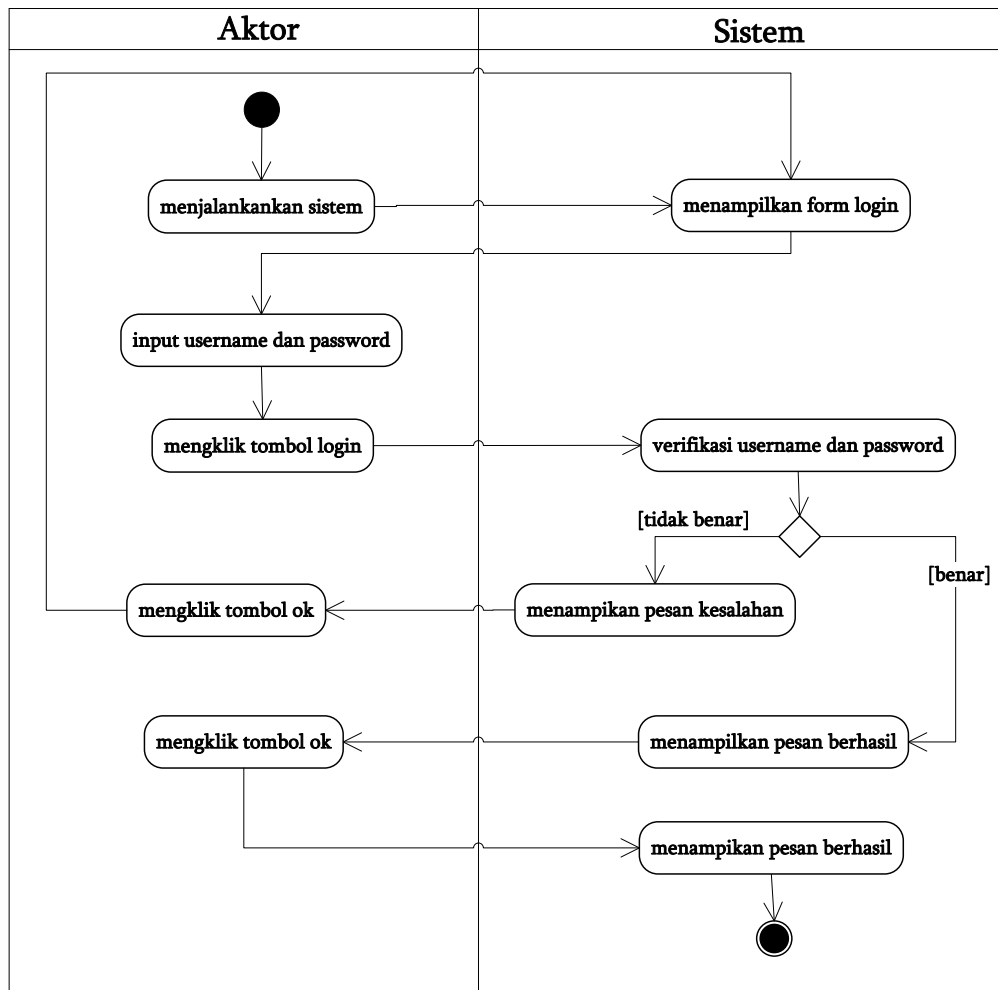 Aktor
Sistem
menjalankankan sistem
menampilkan form login
input username dan password
mengklik tombol login
verifikasi username dan password
[tidak benar]
[benar]
mengklik tombol ok
menampikan pesan kesalahan
mengklik tombol ok
menampilkan pesan berhasil
menampikan pesan berhasil